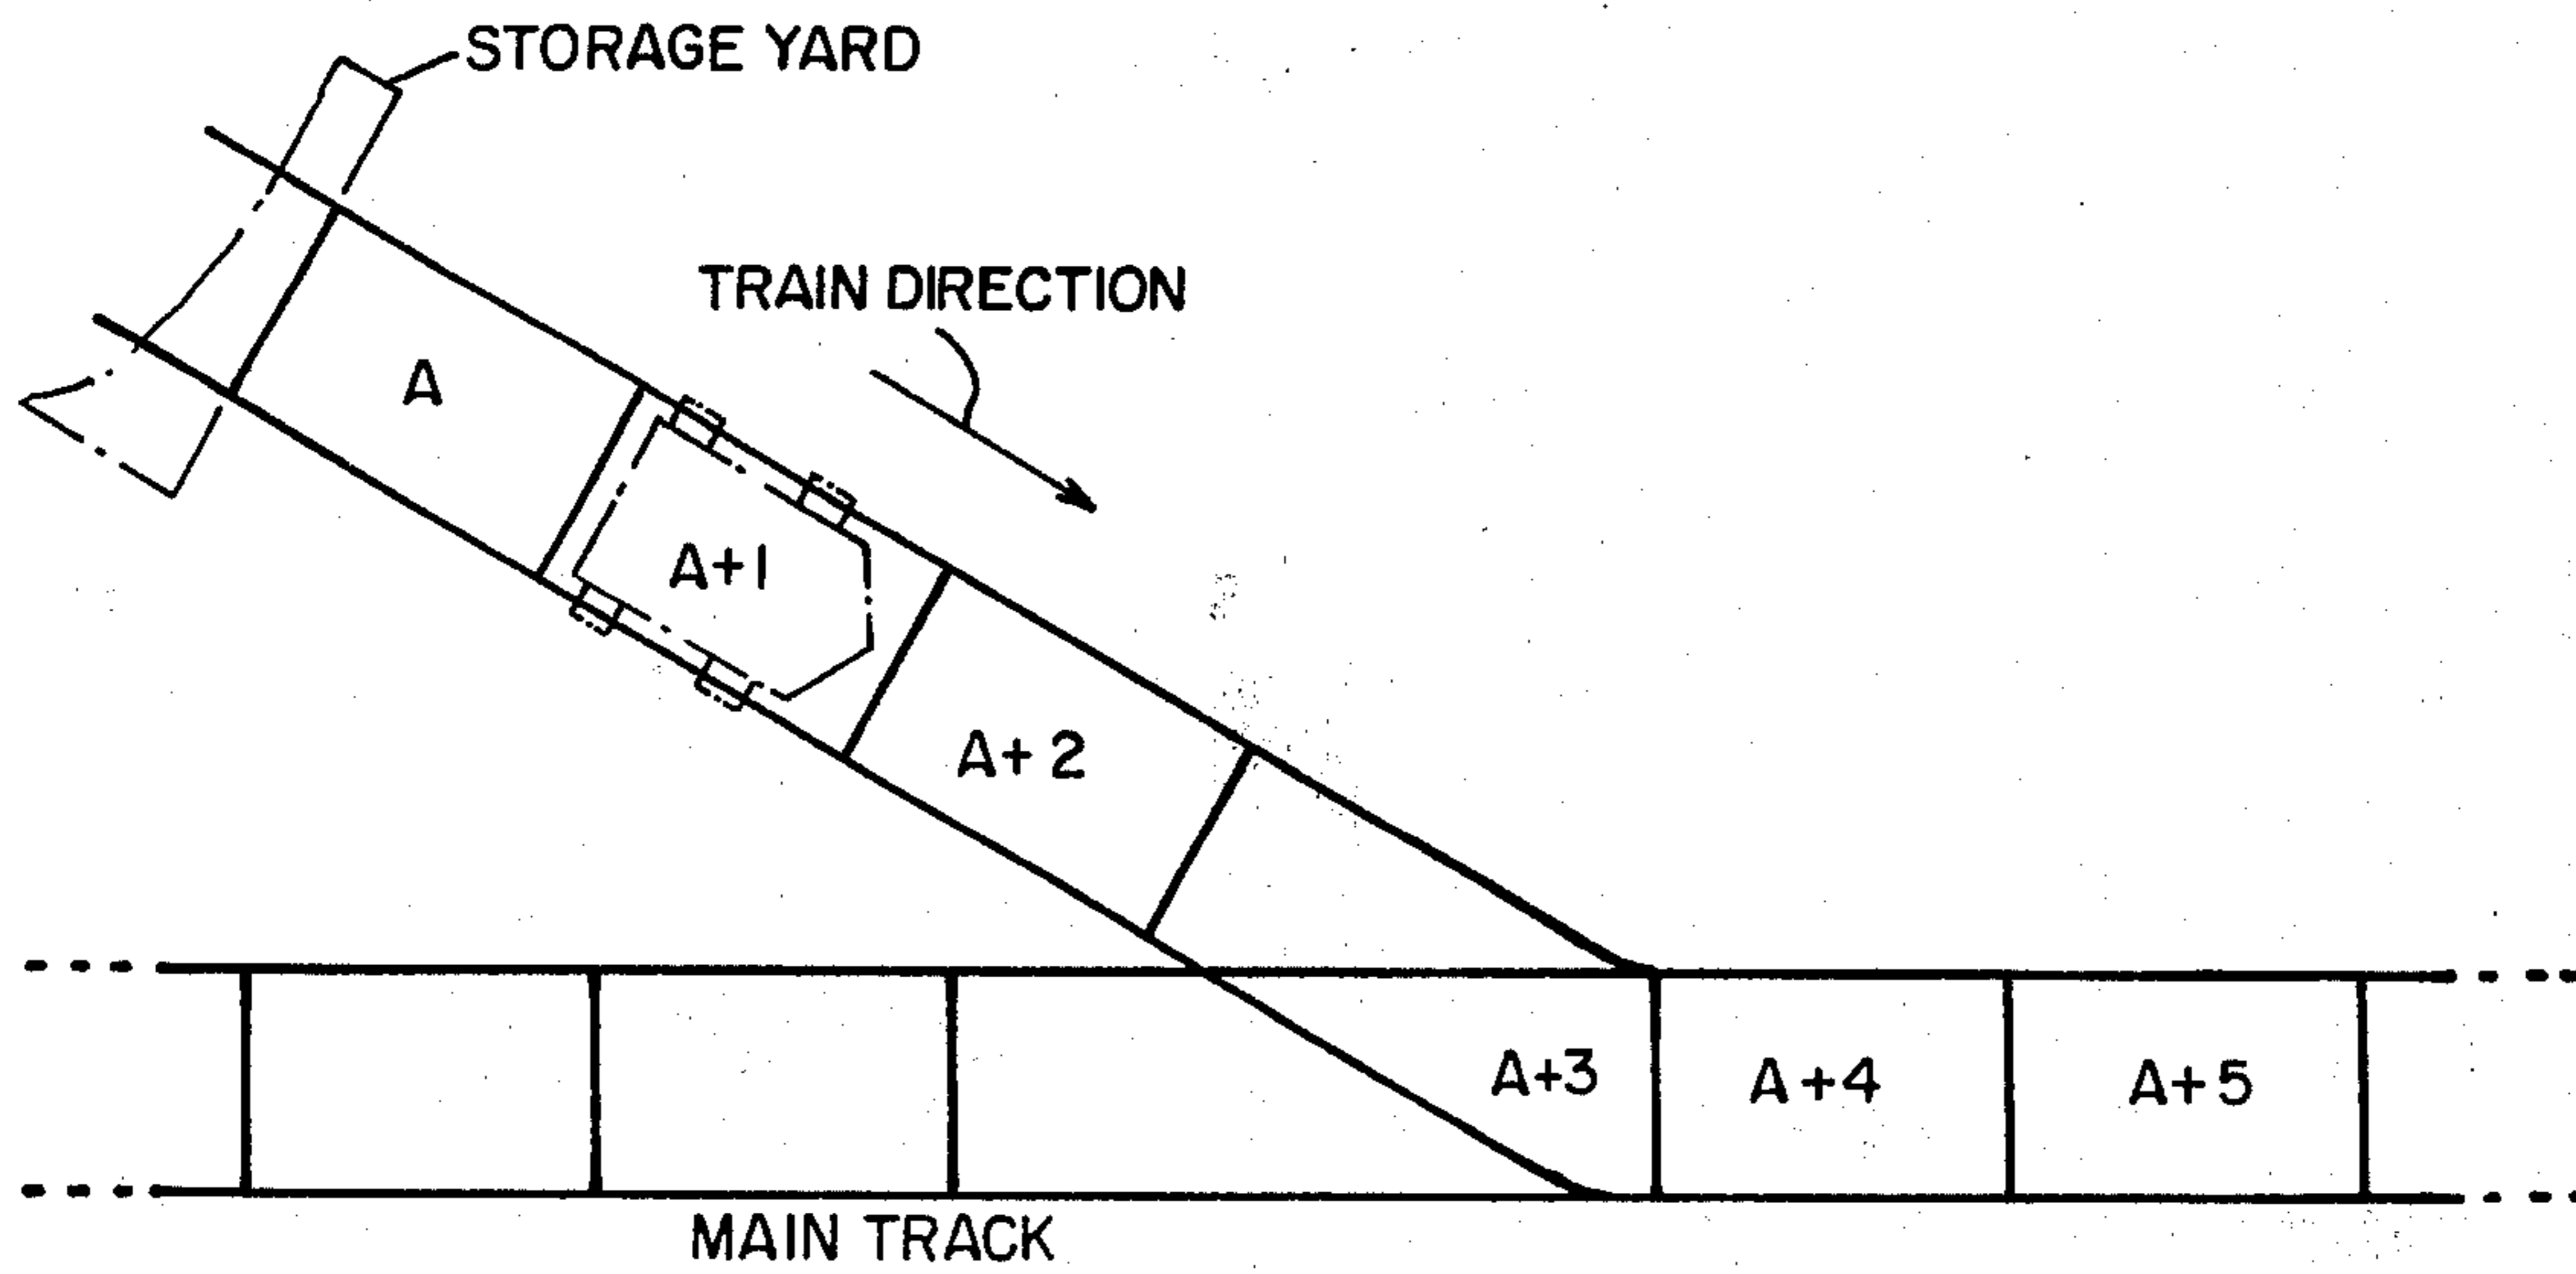 STORAGE YARD
TRAIN DIRECTION
A
A+1
A+2
A+3
A+4
A+5
MAIN TRACK